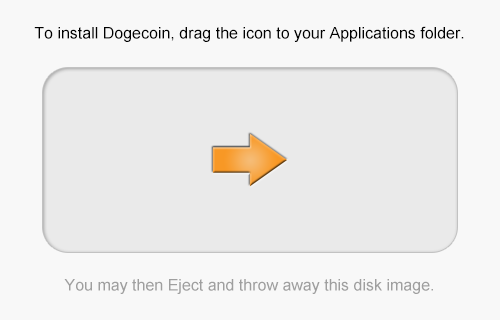 To install Dogecoin, drag the icon to your Applications folder.
You may then Eject and throw away this disk image.